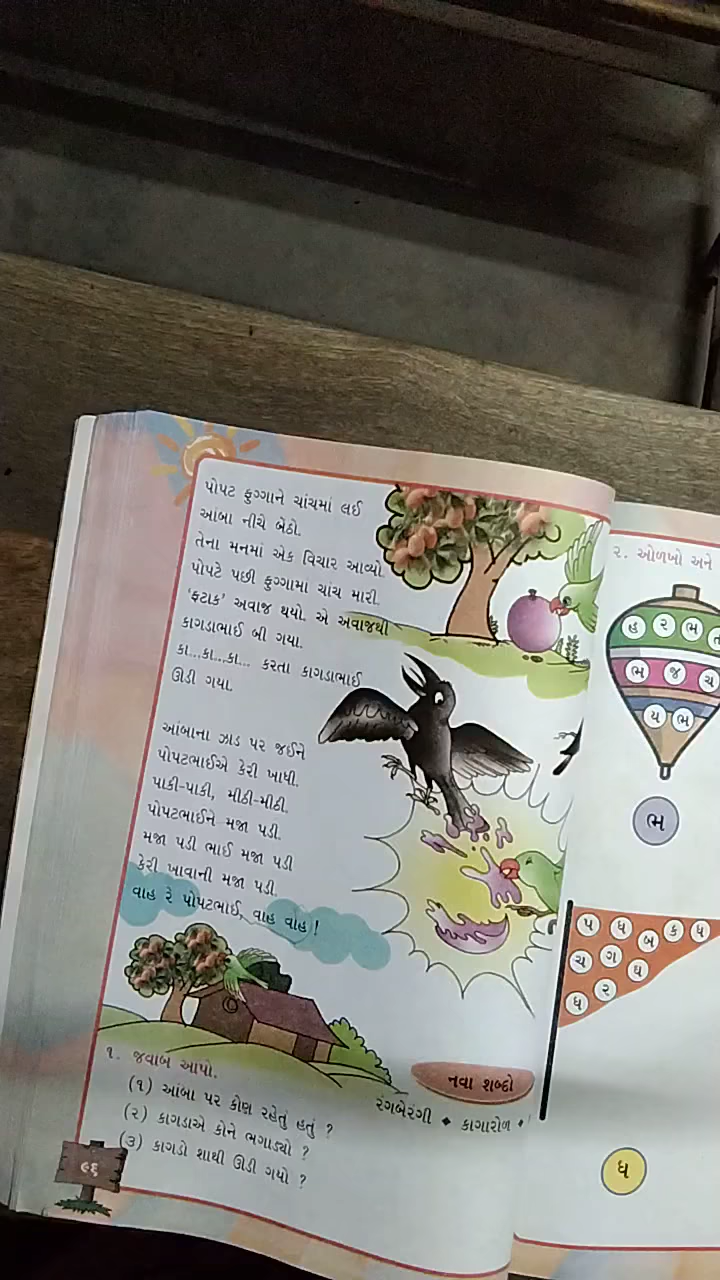 પોપટ ફુગ્ગાને ચાંચમાં લઈ
આંબા નીચે બેઠો.
તેના મનમાં એક વિચાર આવ્યો.
પોપટે પછી ફુગ્ગામા ચાંચ મારી.
'ફટાક' અવાજ થયો. એ અવાજથી
કાગડાભાઈ બી ગયા.
કા...કા...કા... કરતા કાગડાભાઈ
ઊડી ગયા.
આંબાના ઝાડ પર જઈને
પોપટભાઈએ કેરી ખાધી.
પાકી-પાકી, મીઠી-મીઠી.
પોપટભાઈને મજા પડી.
મજા પડી ભાઈ મજા પડી
કેરી ખાવાની મજા પડી.
વાહ રે પોપટભાઈ, વાહ વાહ !
૧. જવાબ આપો.
(૧) આંબા પર કોણ રહેતું હતું ?
(૨) કાગડાએ કોને ભગાડ્યો ?
(૩) કાગડો શાથી ઊડી ગયો ?
નવા શબ્દો
રંગબેરંગી ◆ કાગારોળ ◆
૯૬
૨. ઓળખો અને
હ ર ભ ત
ભ જ ચ
ય ભ
ભ
પ ધ બ ક ધ
ચ ગ ઘ
ધ ર
ધ